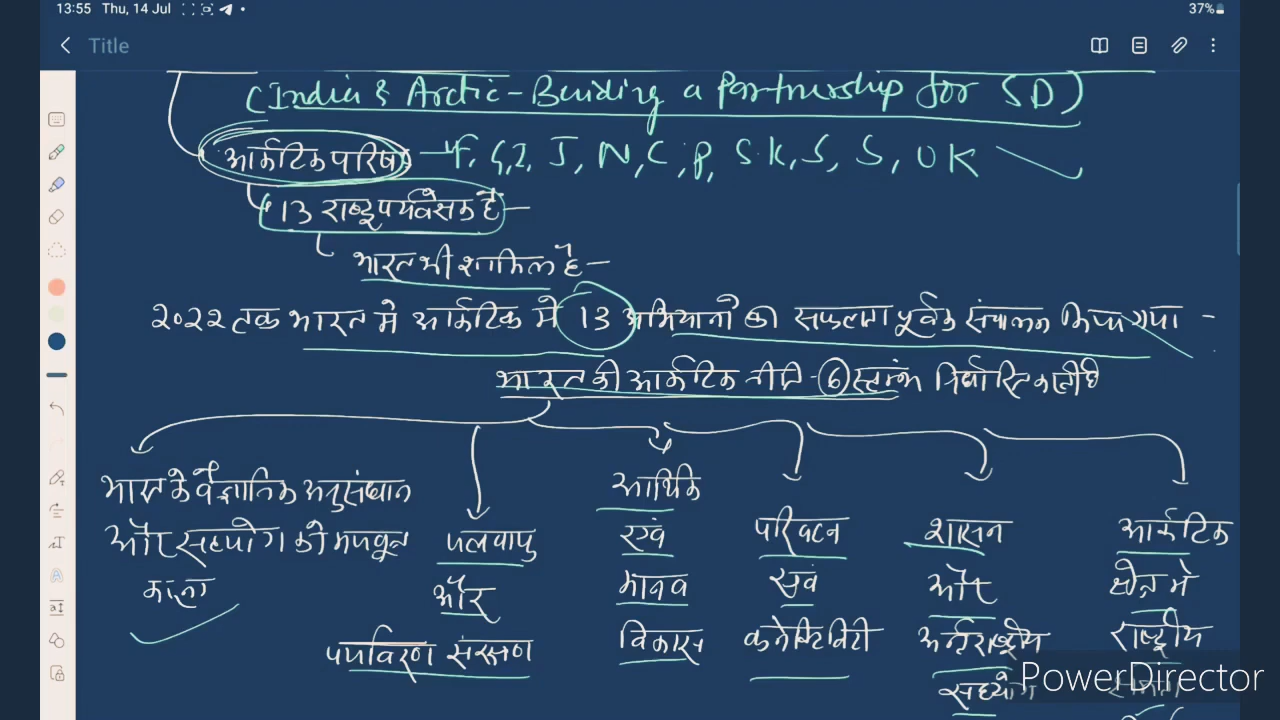 13:55 Thu, 14 Jul
37%
Title
(India & Arctic - Building a Partnership for SD)
आर्कटिक परिषद - F, G, I, J, N, C, P, S.K, S, S, UK
13 राष्ट्र पर्यवेक्षक है -
भारत भी शामिल है -
2022 तक भारत मे आर्कटिक मे 13 अभियानो का सफलता पूर्वक संचालन किया गया -
भारत की आर्कटिक नीति - 6 स्तम्भ निर्धारित करती है
भारत के वैज्ञानिक अनुसंधान
और सहयोग को मजबूत
करना
जलवायु
और
पर्यावरण संरक्षण
आर्थिक
एवं
मानव
विकास
परिवहन
एवं
कनेक्टिविटी
शासन
और
अर्न्तराष्ट्रीय
सहयोग
आर्कटिक
क्षेत्र मे
राष्ट्रीय
PowerDirector